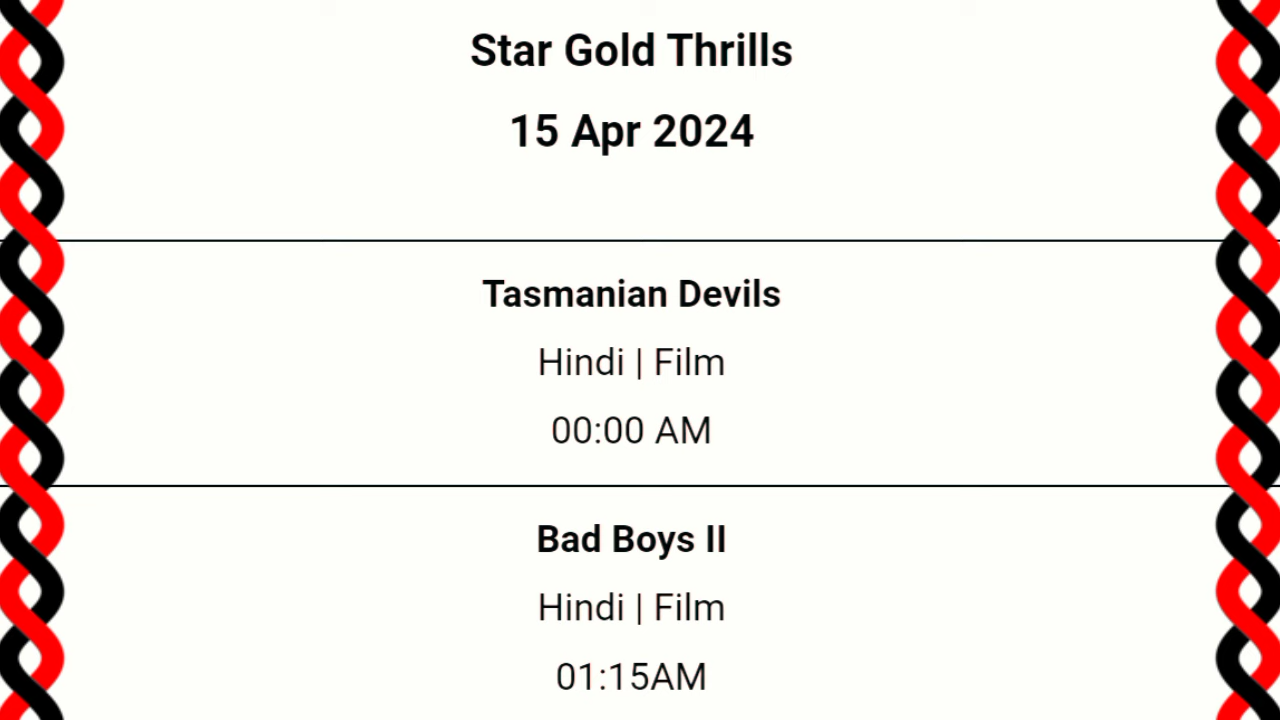 Star Gold Thrills
15 Apr 2024
Tasmanian Devils
Hindi | Film
00:00 AM
Bad Boys II
Hindi | Film
01:15AM